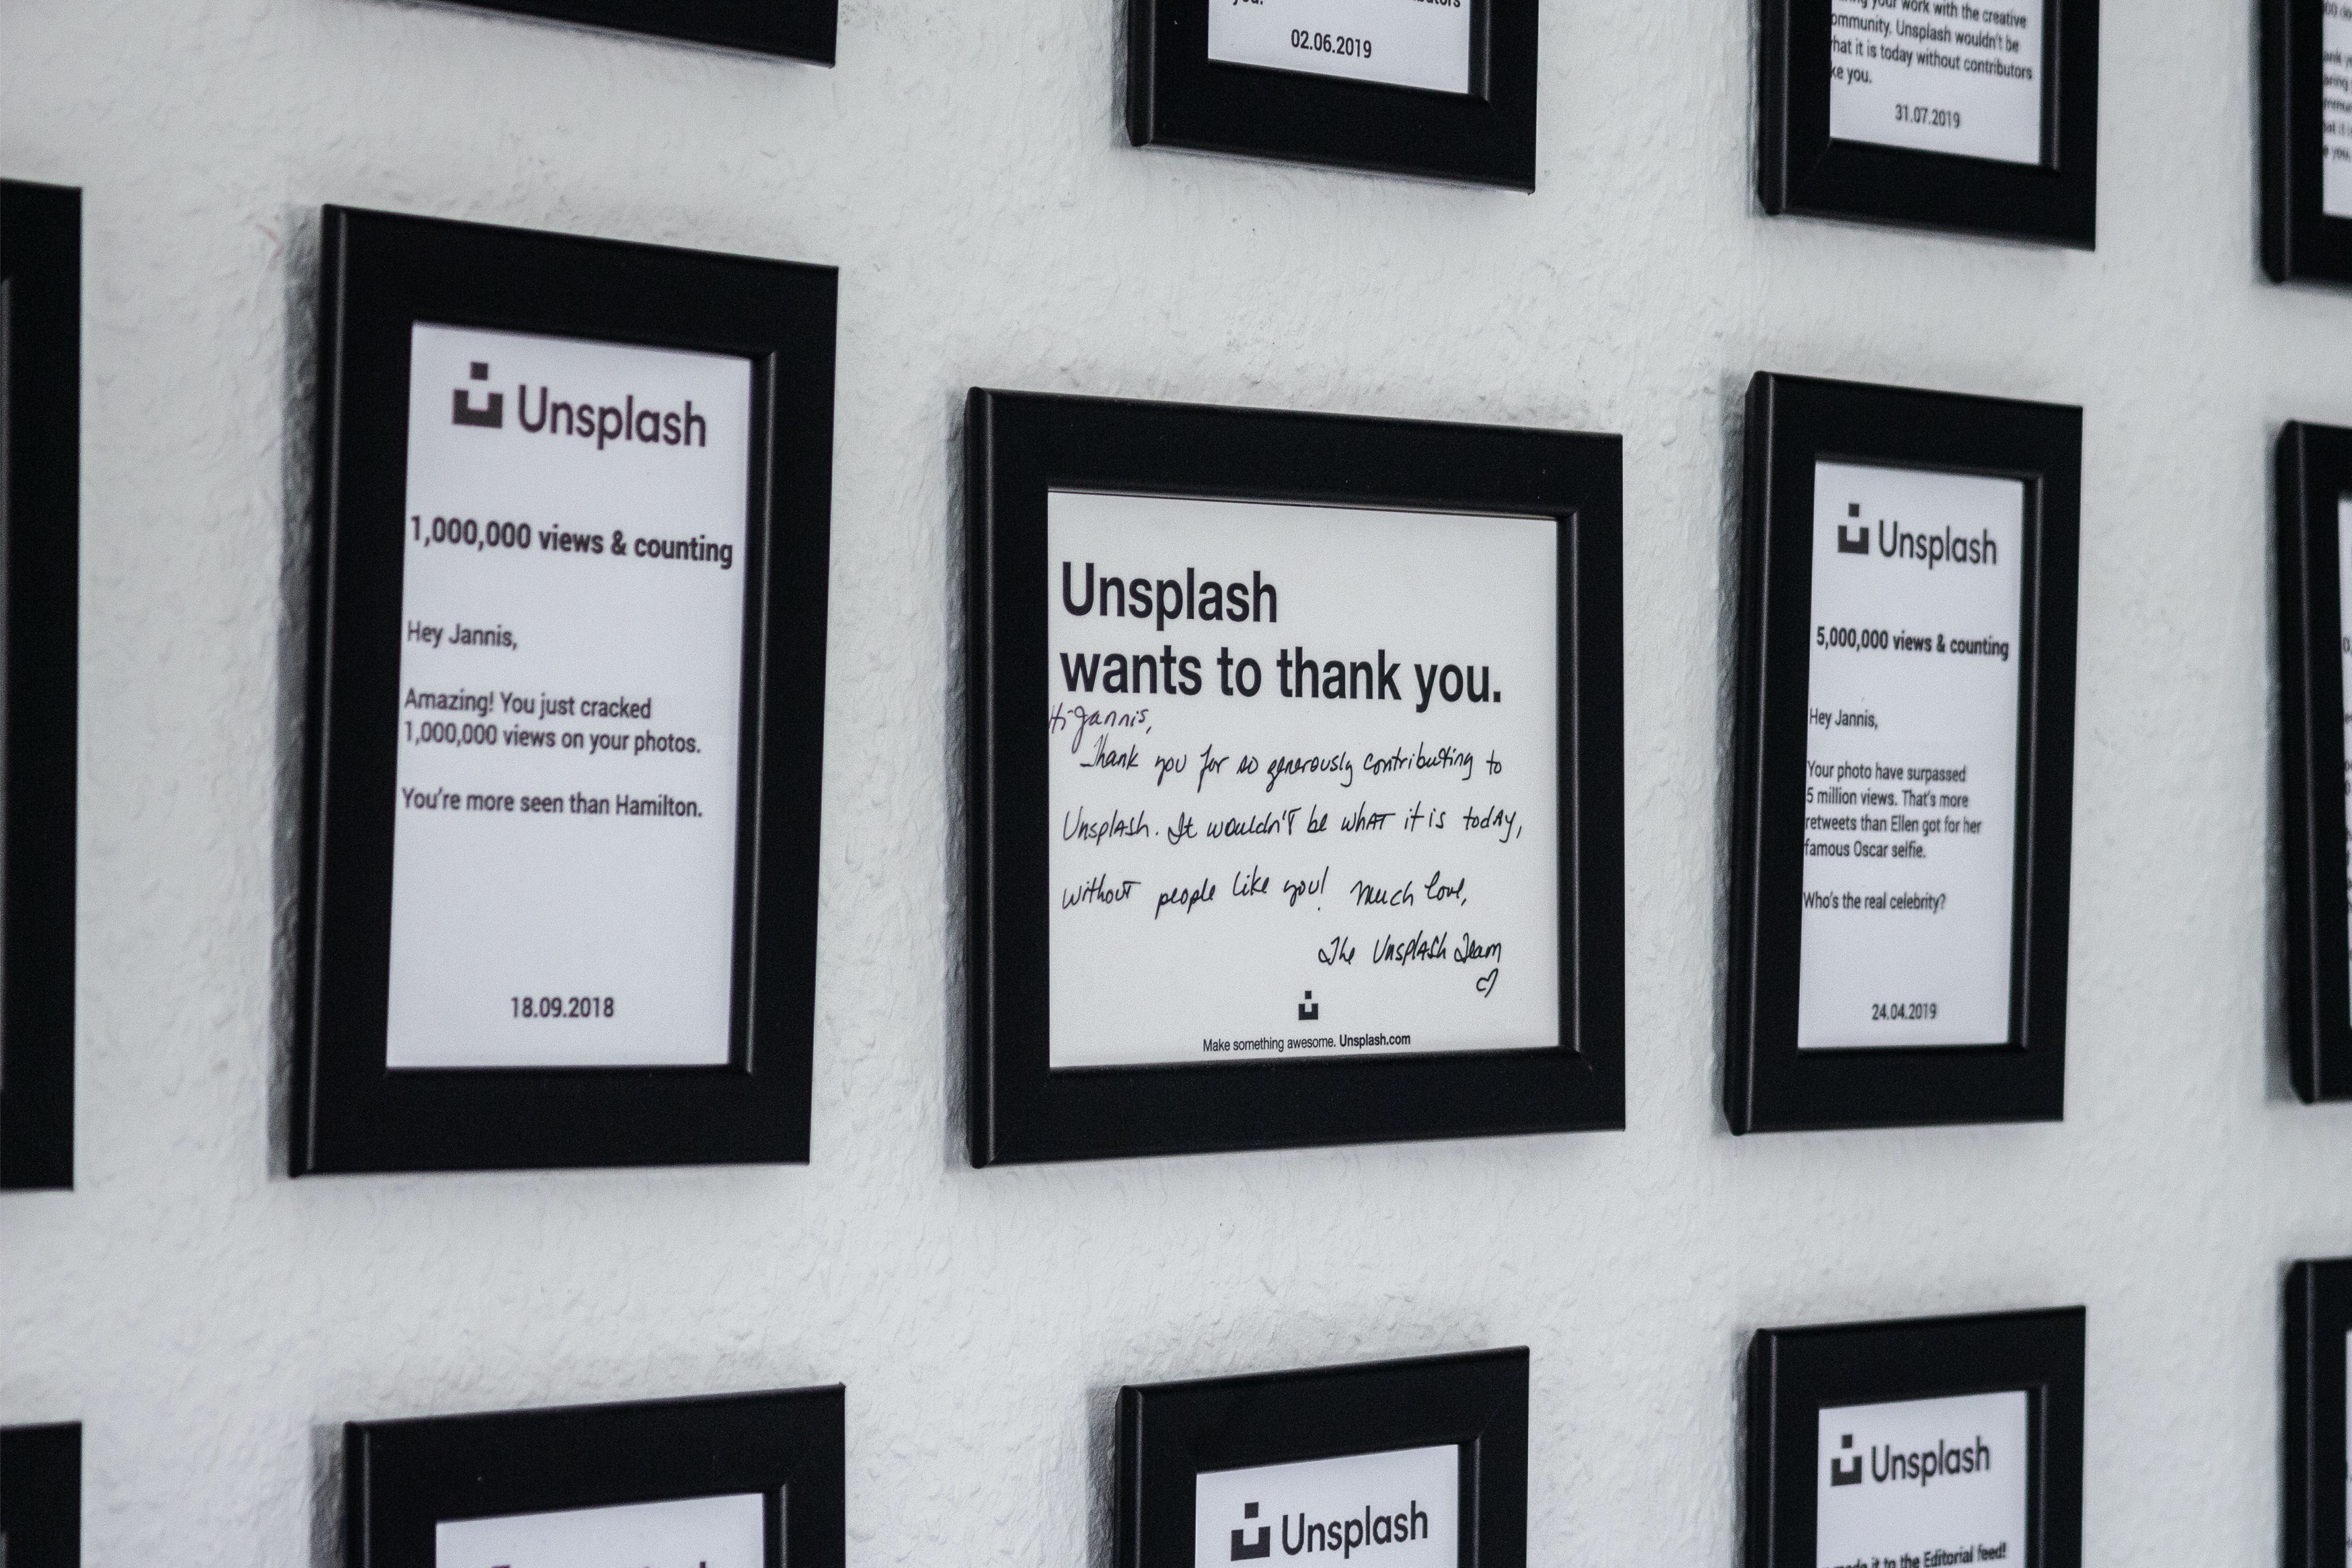 you.
02.06.2019
your work with the creative
ommunity. Unsplash wouldn't be
hat it is today without contributors
ke you.
31.07.2019
Unsplash
1,000,000 views & counting
Hey Jannis,
Amazing! You just cracked
1,000,000 views on your photos.
You're more seen than Hamilton.
18.09.2018
Unsplash
wants to thank you.
Hi Jannis,
Thank you for so generously contributing to
Unsplash. It wouldn't be what it is today,
without people like you! Much love,
The Unsplash Team
Make something awesome. Unsplash.com
Unsplash
5,000,000 views & counting
Hey Jannis,
Your photo have surpassed
5 million views. That's more
retweets than Ellen got for her
famous Oscar selfie.
Who's the real celebrity?
24.04.2019
Unsplash
Unsplash
made it to the Editorial feed!